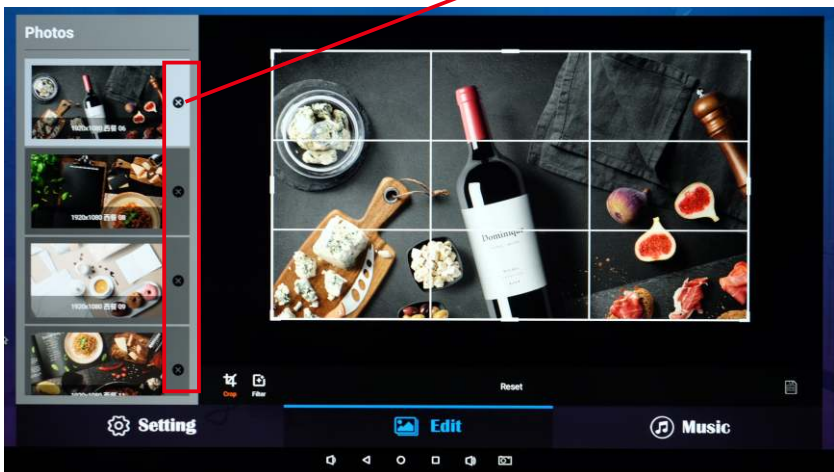 Photos
1920x1080 西餐 06
1920x1080 西餐 08
1920x1080 西餐 09
Dominique
Crop
Filter
Reset
Setting
Edit
Music